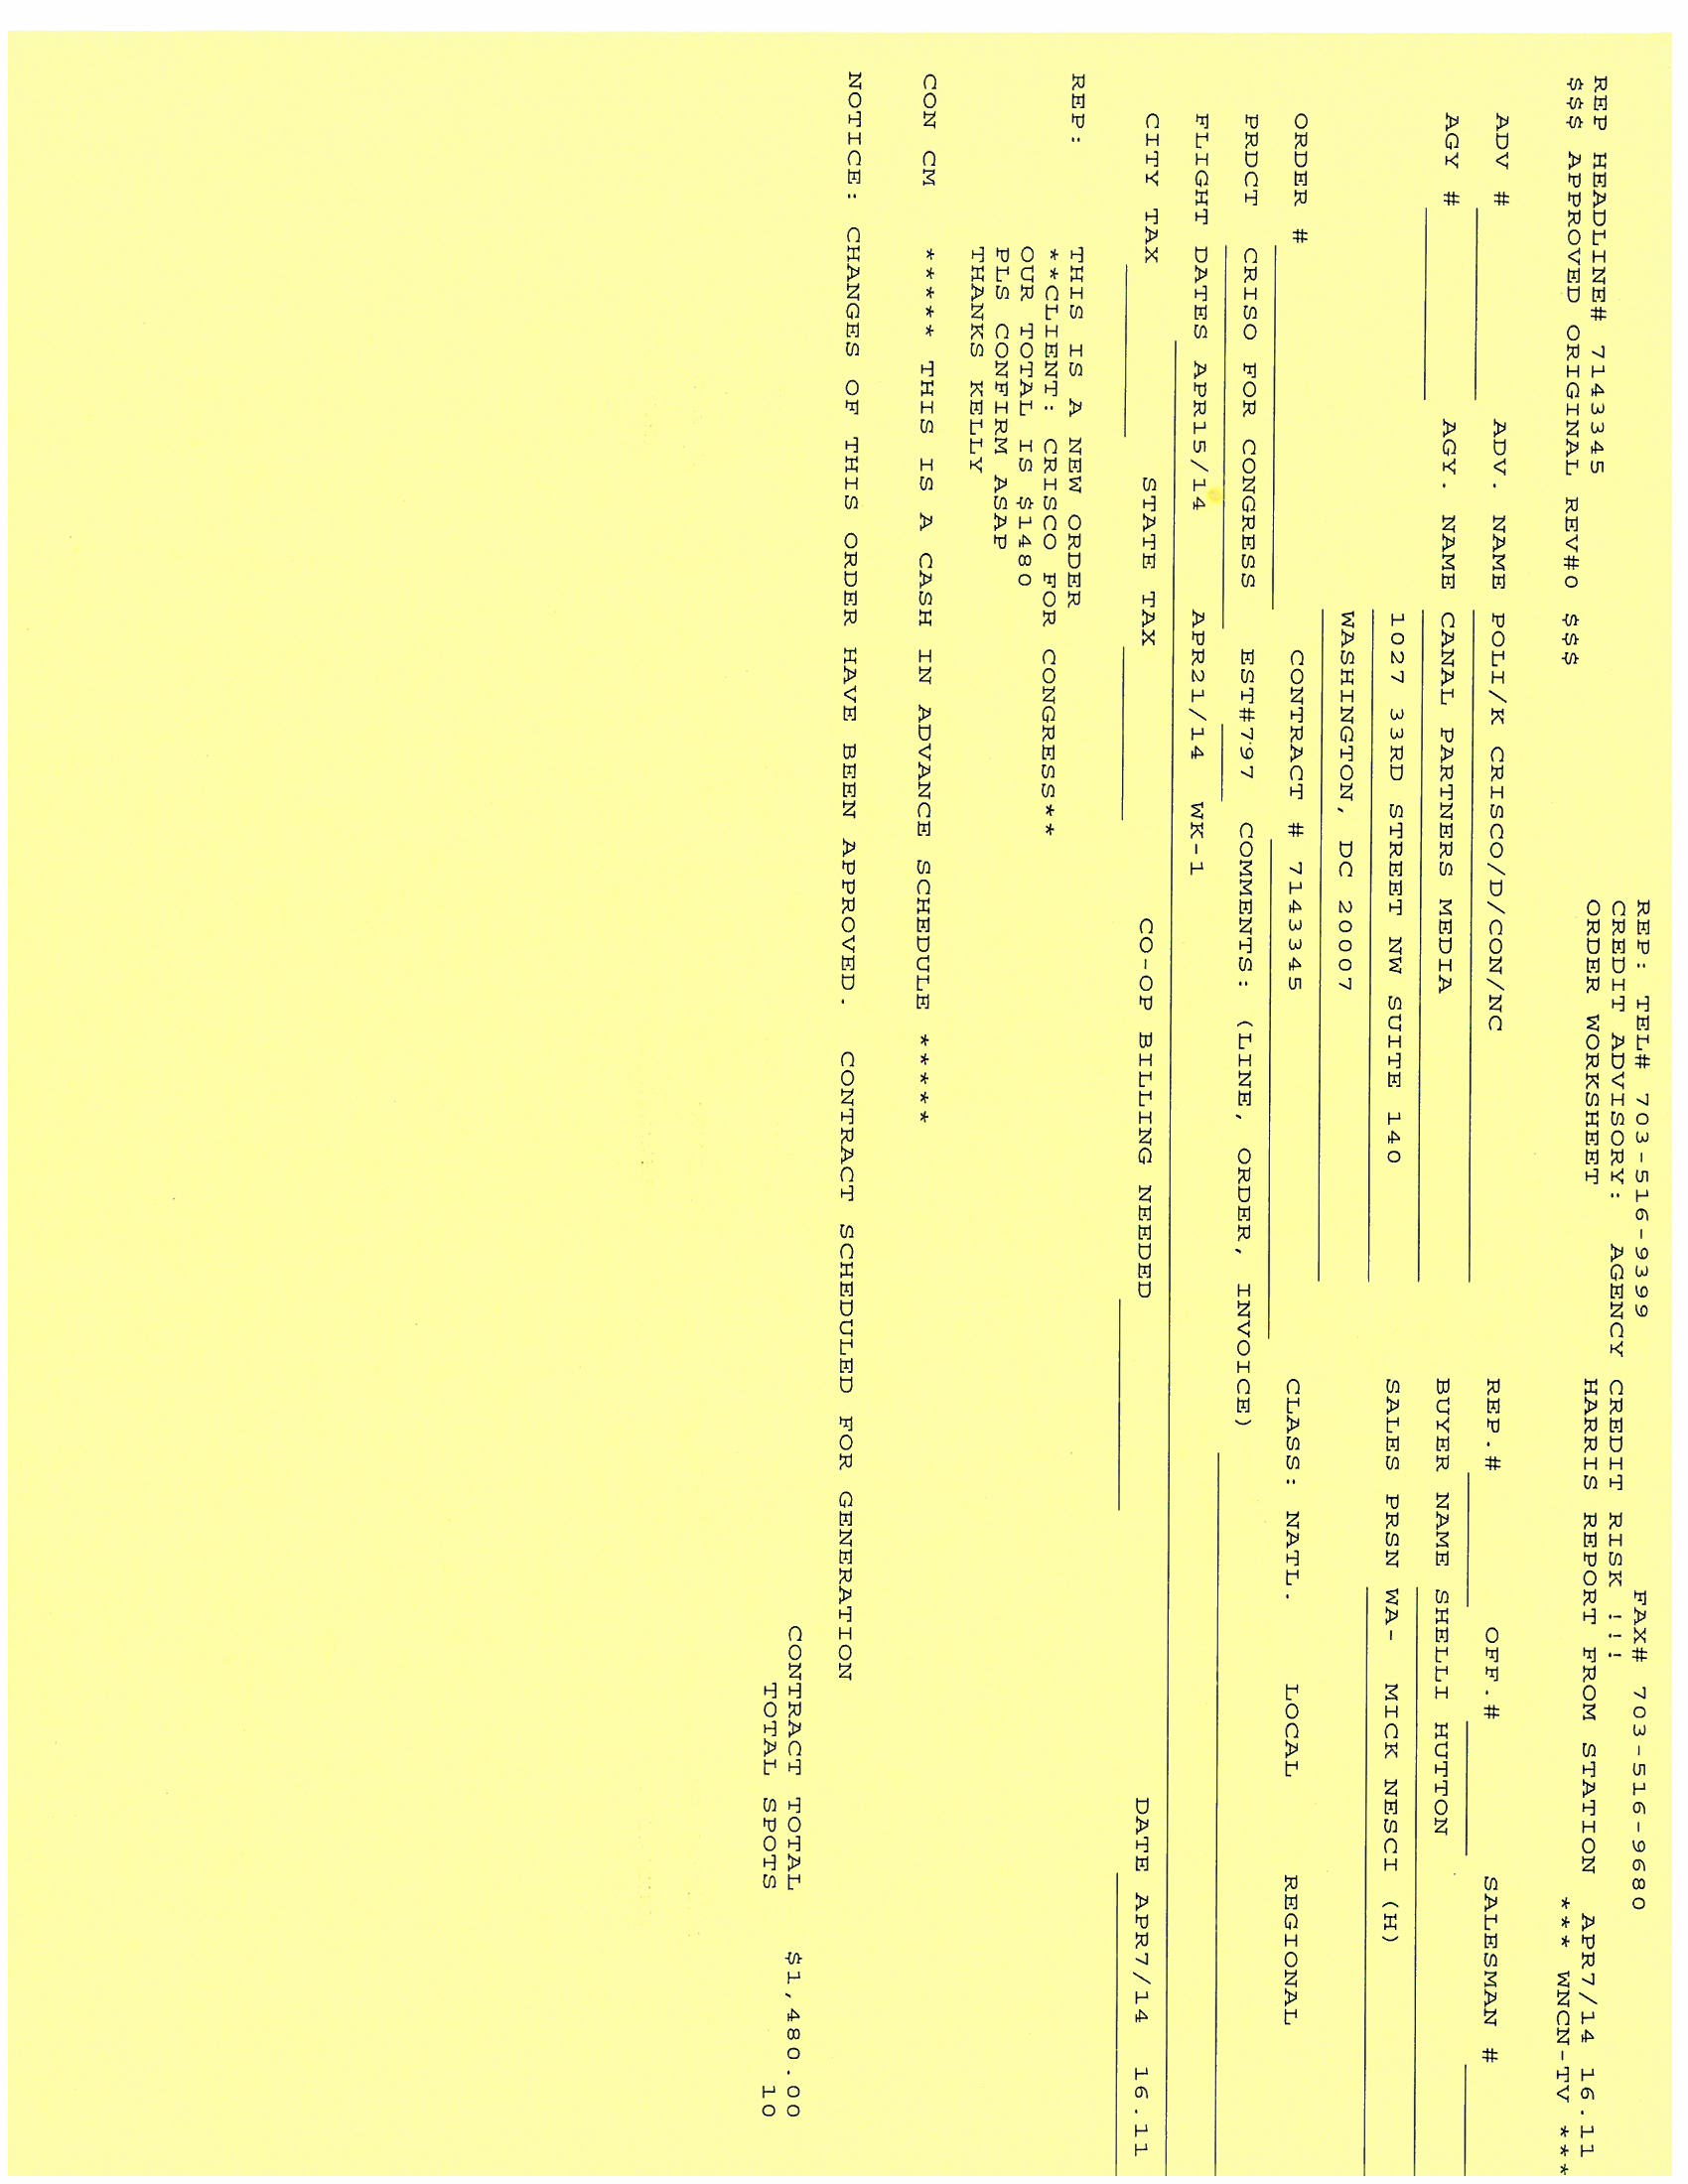 REP: TEL# 703-516-9399 FAX# 703-516-9680
CREDIT ADVISORY: AGENCY CREDIT RISK !!!
REP HEADLINE# 7143345 ORDER WORKSHEET HARRIS REPORT FROM STATION APR7/14 16.11
$$$ APPROVED ORIGINAL REV#0 $$$ *** WNCN-TV ***
ADV # ADV. NAME POLI/K CRISCO/D/CON/NC REP.# OFF.# SALESMAN #
AGY # AGY. NAME CANAL PARTNERS MEDIA BUYER NAME SHELLI HUTTON
1027 33RD STREET NW SUITE 140 SALES PRSN WA- MICK NESCI (H)
WASHINGTON, DC 20007
ORDER # CONTRACT # 7143345 CLASS: NATL. LOCAL REGIONAL
PRDCT CRISO FOR CONGRESS EST#797 COMMENTS: (LINE, ORDER, INVOICE)
FLIGHT DATES APR15/14 APR21/14 WK-1
CITY TAX STATE TAX CO-OP BILLING NEEDED DATE APR7/14 16.11
REP: THIS IS A NEW ORDER
**CLIENT: CRISCO FOR CONGRESS**
OUR TOTAL IS $1480
PLS CONFIRM ASAP
THANKS KELLY
CON CM ***** THIS IS A CASH IN ADVANCE SCHEDULE *****
NOTICE: CHANGES OF THIS ORDER HAVE BEEN APPROVED. CONTRACT SCHEDULED FOR GENERATION
CONTRACT TOTAL $1,480.00
TOTAL SPOTS 10